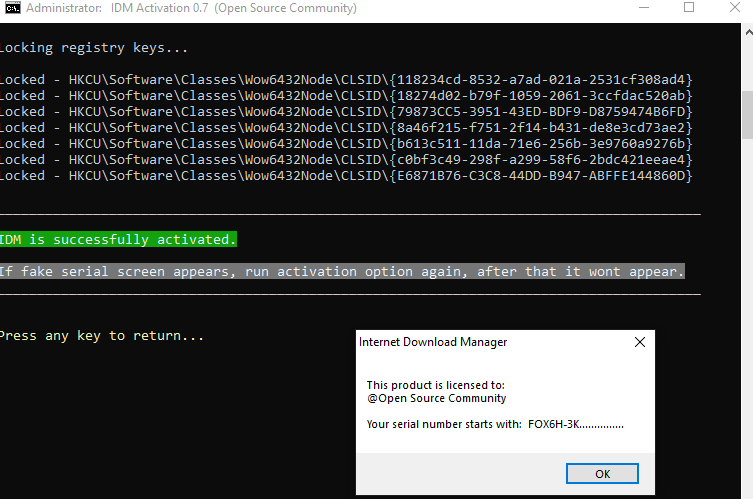 Administrator:  IDM Activation 0.7  (Open Source Community)
Locking registry keys...
Locked - HKCU\Software\Classes\Wow6432Node\CLSID\{118234cd-8532-a7ad-021a-2531cf308ad4}
Locked - HKCU\Software\Classes\Wow6432Node\CLSID\{18274d02-b79f-1059-2061-3ccfdac520ab}
Locked - HKCU\Software\Classes\Wow6432Node\CLSID\{79873CC5-3951-43ED-BDF9-D8759474B6FD}
Locked - HKCU\Software\Classes\Wow6432Node\CLSID\{8a46f215-f751-2f14-b431-de8e3cd73ae2}
Locked - HKCU\Software\Classes\Wow6432Node\CLSID\{b613c511-11da-71e6-256b-3e9760a9276b}
Locked - HKCU\Software\Classes\Wow6432Node\CLSID\{c0bf3c49-298f-a299-58f6-2bdc421eeae4}
Locked - HKCU\Software\Classes\Wow6432Node\CLSID\{E6871B76-C3C8-44DD-B947-ABFFE144860D}
IDM is successfully activated.
If fake serial screen appears, run activation option again, after that it wont appear.
Press any key to return...
Internet Download Manager
This product is licensed to:
@Open Source Community
Your serial number starts with:  FOX6H-3K...............
OK